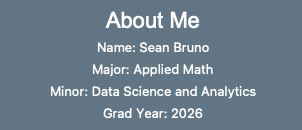 About Me
Name: Sean Bruno
Major: Applied Math
Minor: Data Science and Analytics
Grad Year: 2026